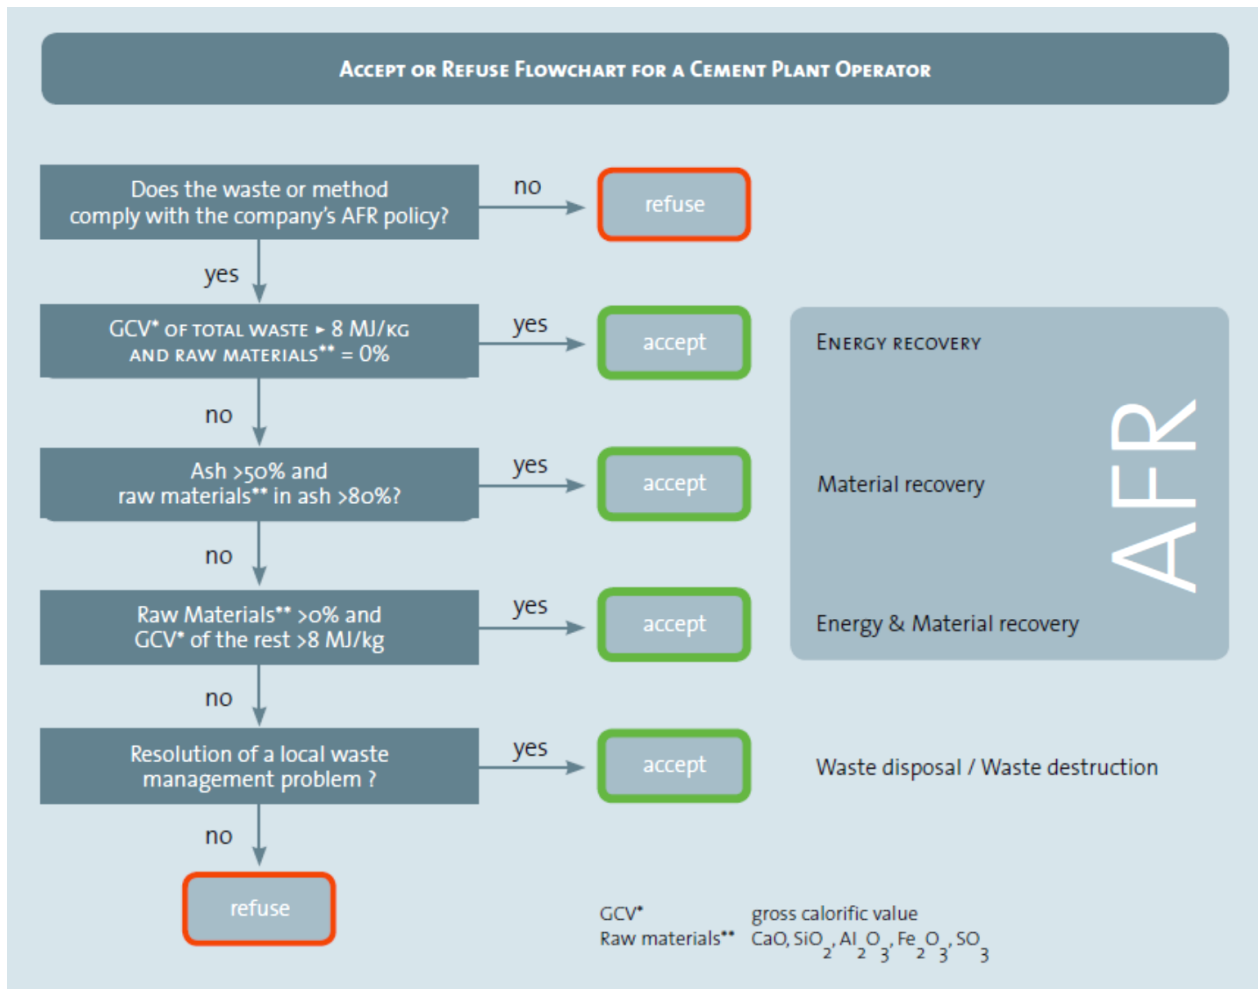 Accept or Refuse Flowchart for a Cement Plant Operator
Does the waste or method
comply with the company's AFR policy?
no
refuse
yes
GCV* of total waste ▸ 8 MJ/kg
and raw materials** = 0%
yes
accept
Energy recovery
no
Ash >50% and
raw materials** in ash >80%?
yes
accept
Material recovery
no
Raw Materials** >0% and
GCV* of the rest >8 MJ/kg
yes
accept
Energy & Material recovery
AFR
no
Resolution of a local waste
management problem ?
yes
accept
Waste disposal / Waste destruction
no
refuse
GCV* gross calorific value
Raw materials** CaO, SiO₂, Al₂O₃, Fe₂O₃, SO₃